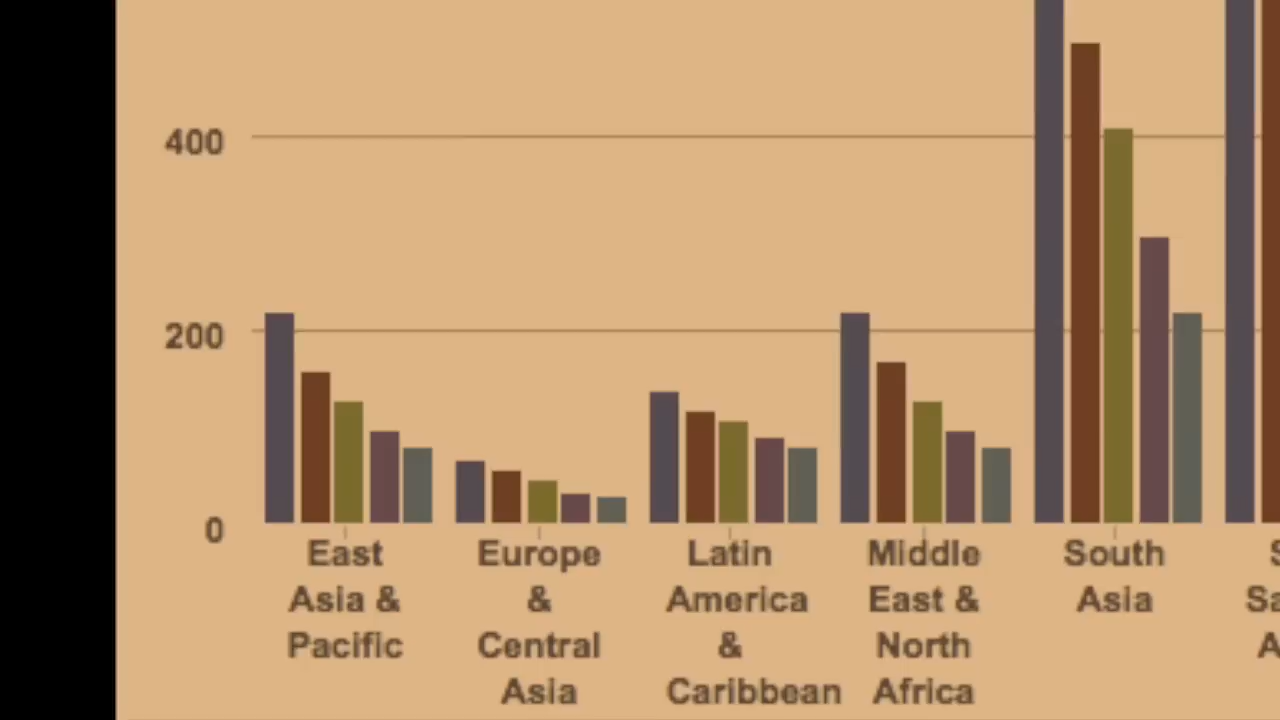 400
200
0
East
Asia &
Pacific
Europe
&
Central
Asia
Latin
America
&
Caribbean
Middle
East &
North
Africa
South
Asia